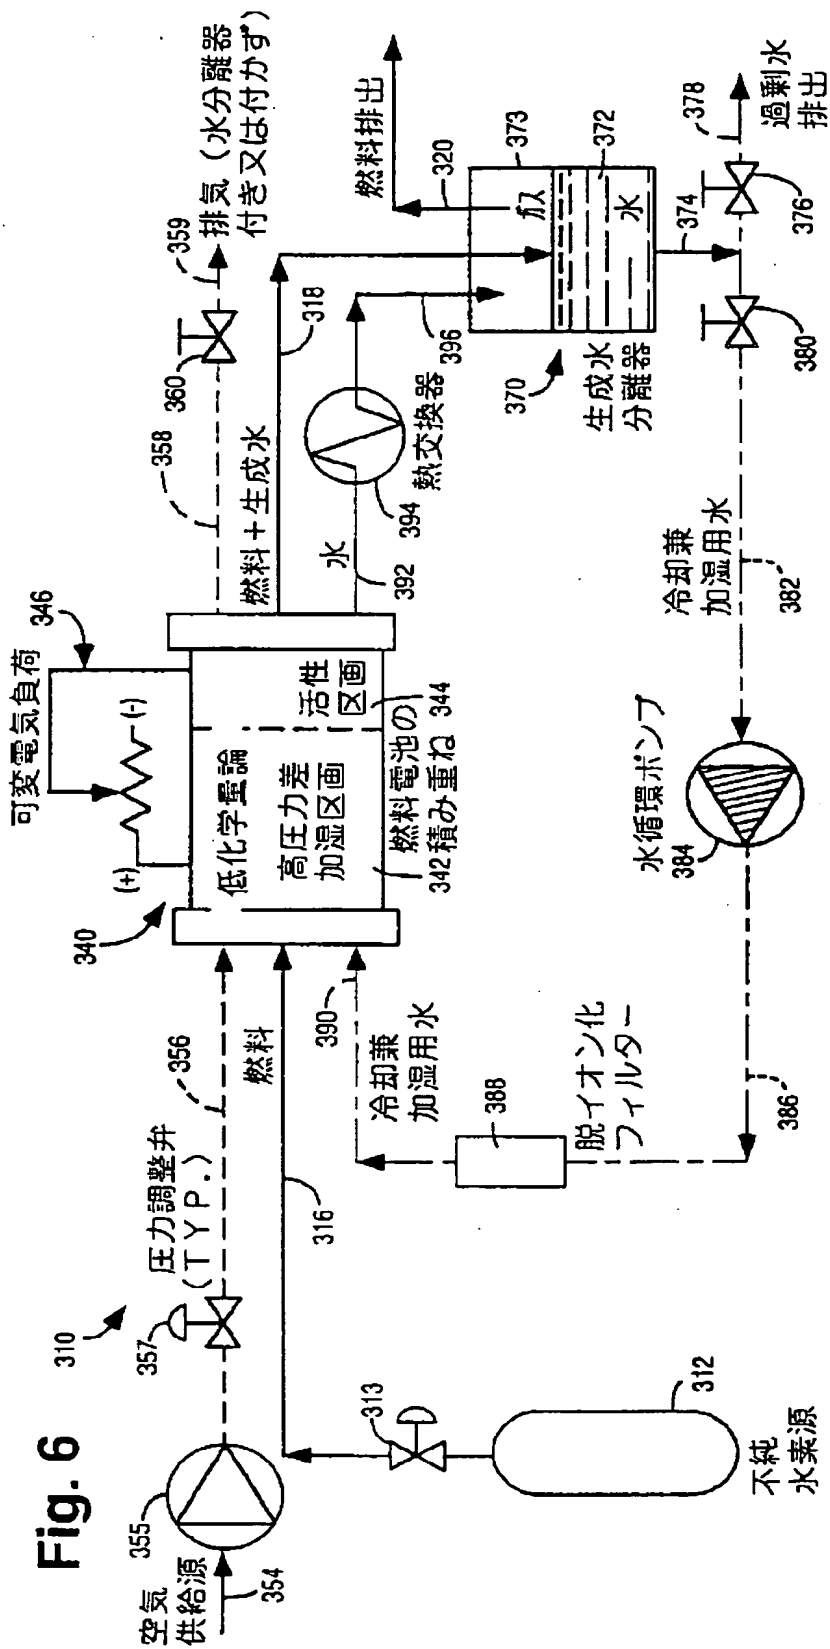 Fig. 6
310
空気
供給源
354
355
357
圧力調整弁
(TYP.)
356
燃料
316
313
312
不純
水素源
340
可変電気負荷
346
(+)
(-)
低化学量論
高圧力差
加湿区画
活性
区画
燃料電池の
積み重ね
342
344
358
360
359
排気(水分離器
付き又は付かず)
燃料+生成水
318
水
392
394
熱交換器
396
燃料排出
320
373
372
ガス
水
370
生成水
分離器
374
376
378
過剰水
排出
380
冷却兼
加湿用水
382
水循環ポンプ
384
386
脱イオン化
フィルター
388
冷却兼
加湿用水
390